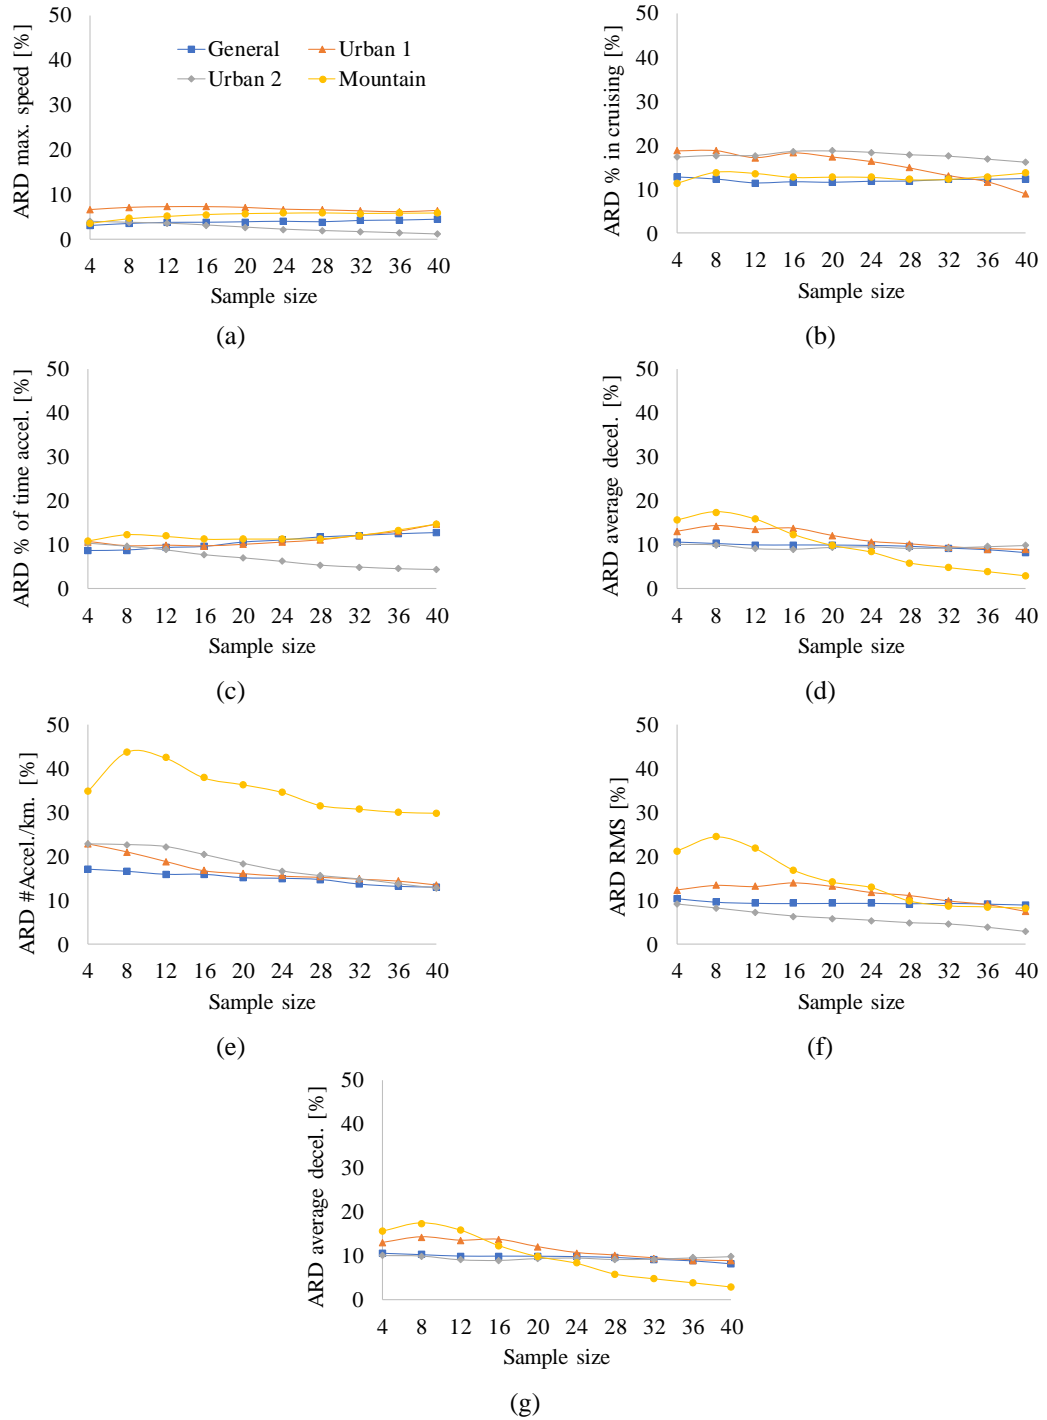 ARD max. speed [%]
50
40
30
20
10
0
General
Urban 1
Urban 2
Mountain
4 8 12 16 20 24 28 32 36 40
Sample size
(a)
ARD % in cruising [%]
50
40
30
20
10
0
4 8 12 16 20 24 28 32 36 40
Sample size
(b)
ARD % of time accel. [%]
50
40
30
20
10
0
4 8 12 16 20 24 28 32 36 40
Sample size
(c)
ARD average decel. [%]
50
40
30
20
10
0
4 8 12 16 20 24 28 32 36 40
Sample size
(d)
ARD #Accel./km. [%]
50
40
30
20
10
0
4 8 12 16 20 24 28 32 36 40
Sample size
(e)
ARD RMS [%]
50
40
30
20
10
0
4 8 12 16 20 24 28 32 36 40
Sample size
(f)
ARD average decel. [%]
50
40
30
20
10
0
4 8 12 16 20 24 28 32 36 40
Sample size
(g)